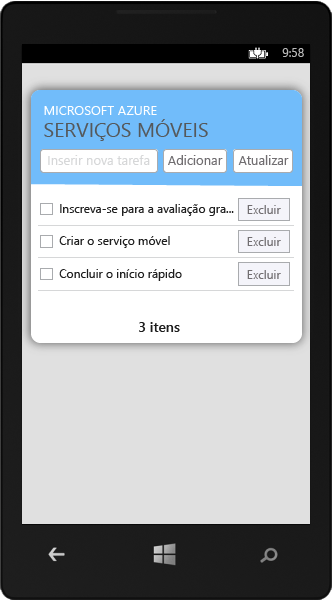 9:58
MICROSOFT AZURE
SERVIÇOS MÓVEIS
Inserir nova tarefa Adicionar Atualizar
Inscreva-se para a avaliação gra... Excluir
Criar o serviço móvel Excluir
Concluir o início rápido Excluir
3 itens